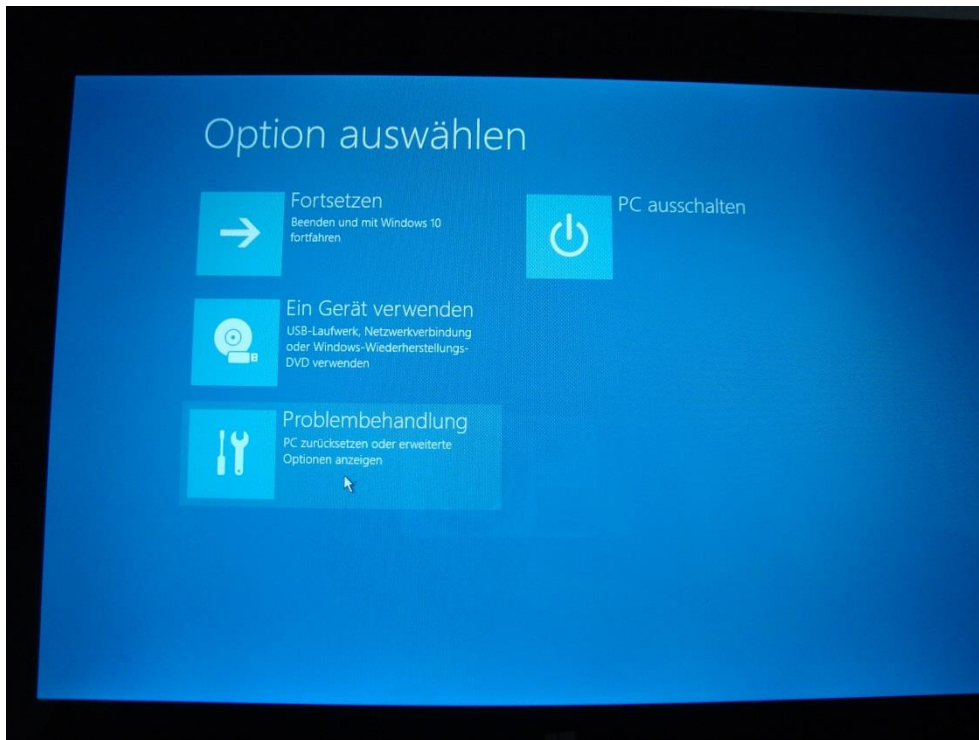 Option auswählen
Fortsetzen
Beenden und mit Windows 10
fortfahren
PC ausschalten
Ein Gerät verwenden
USB-Laufwerk, Netzwerkverbindung
oder Windows-Wiederherstellungs-
DVD verwenden
Problembehandlung
PC zurücksetzen oder erweiterte
Optionen anzeigen